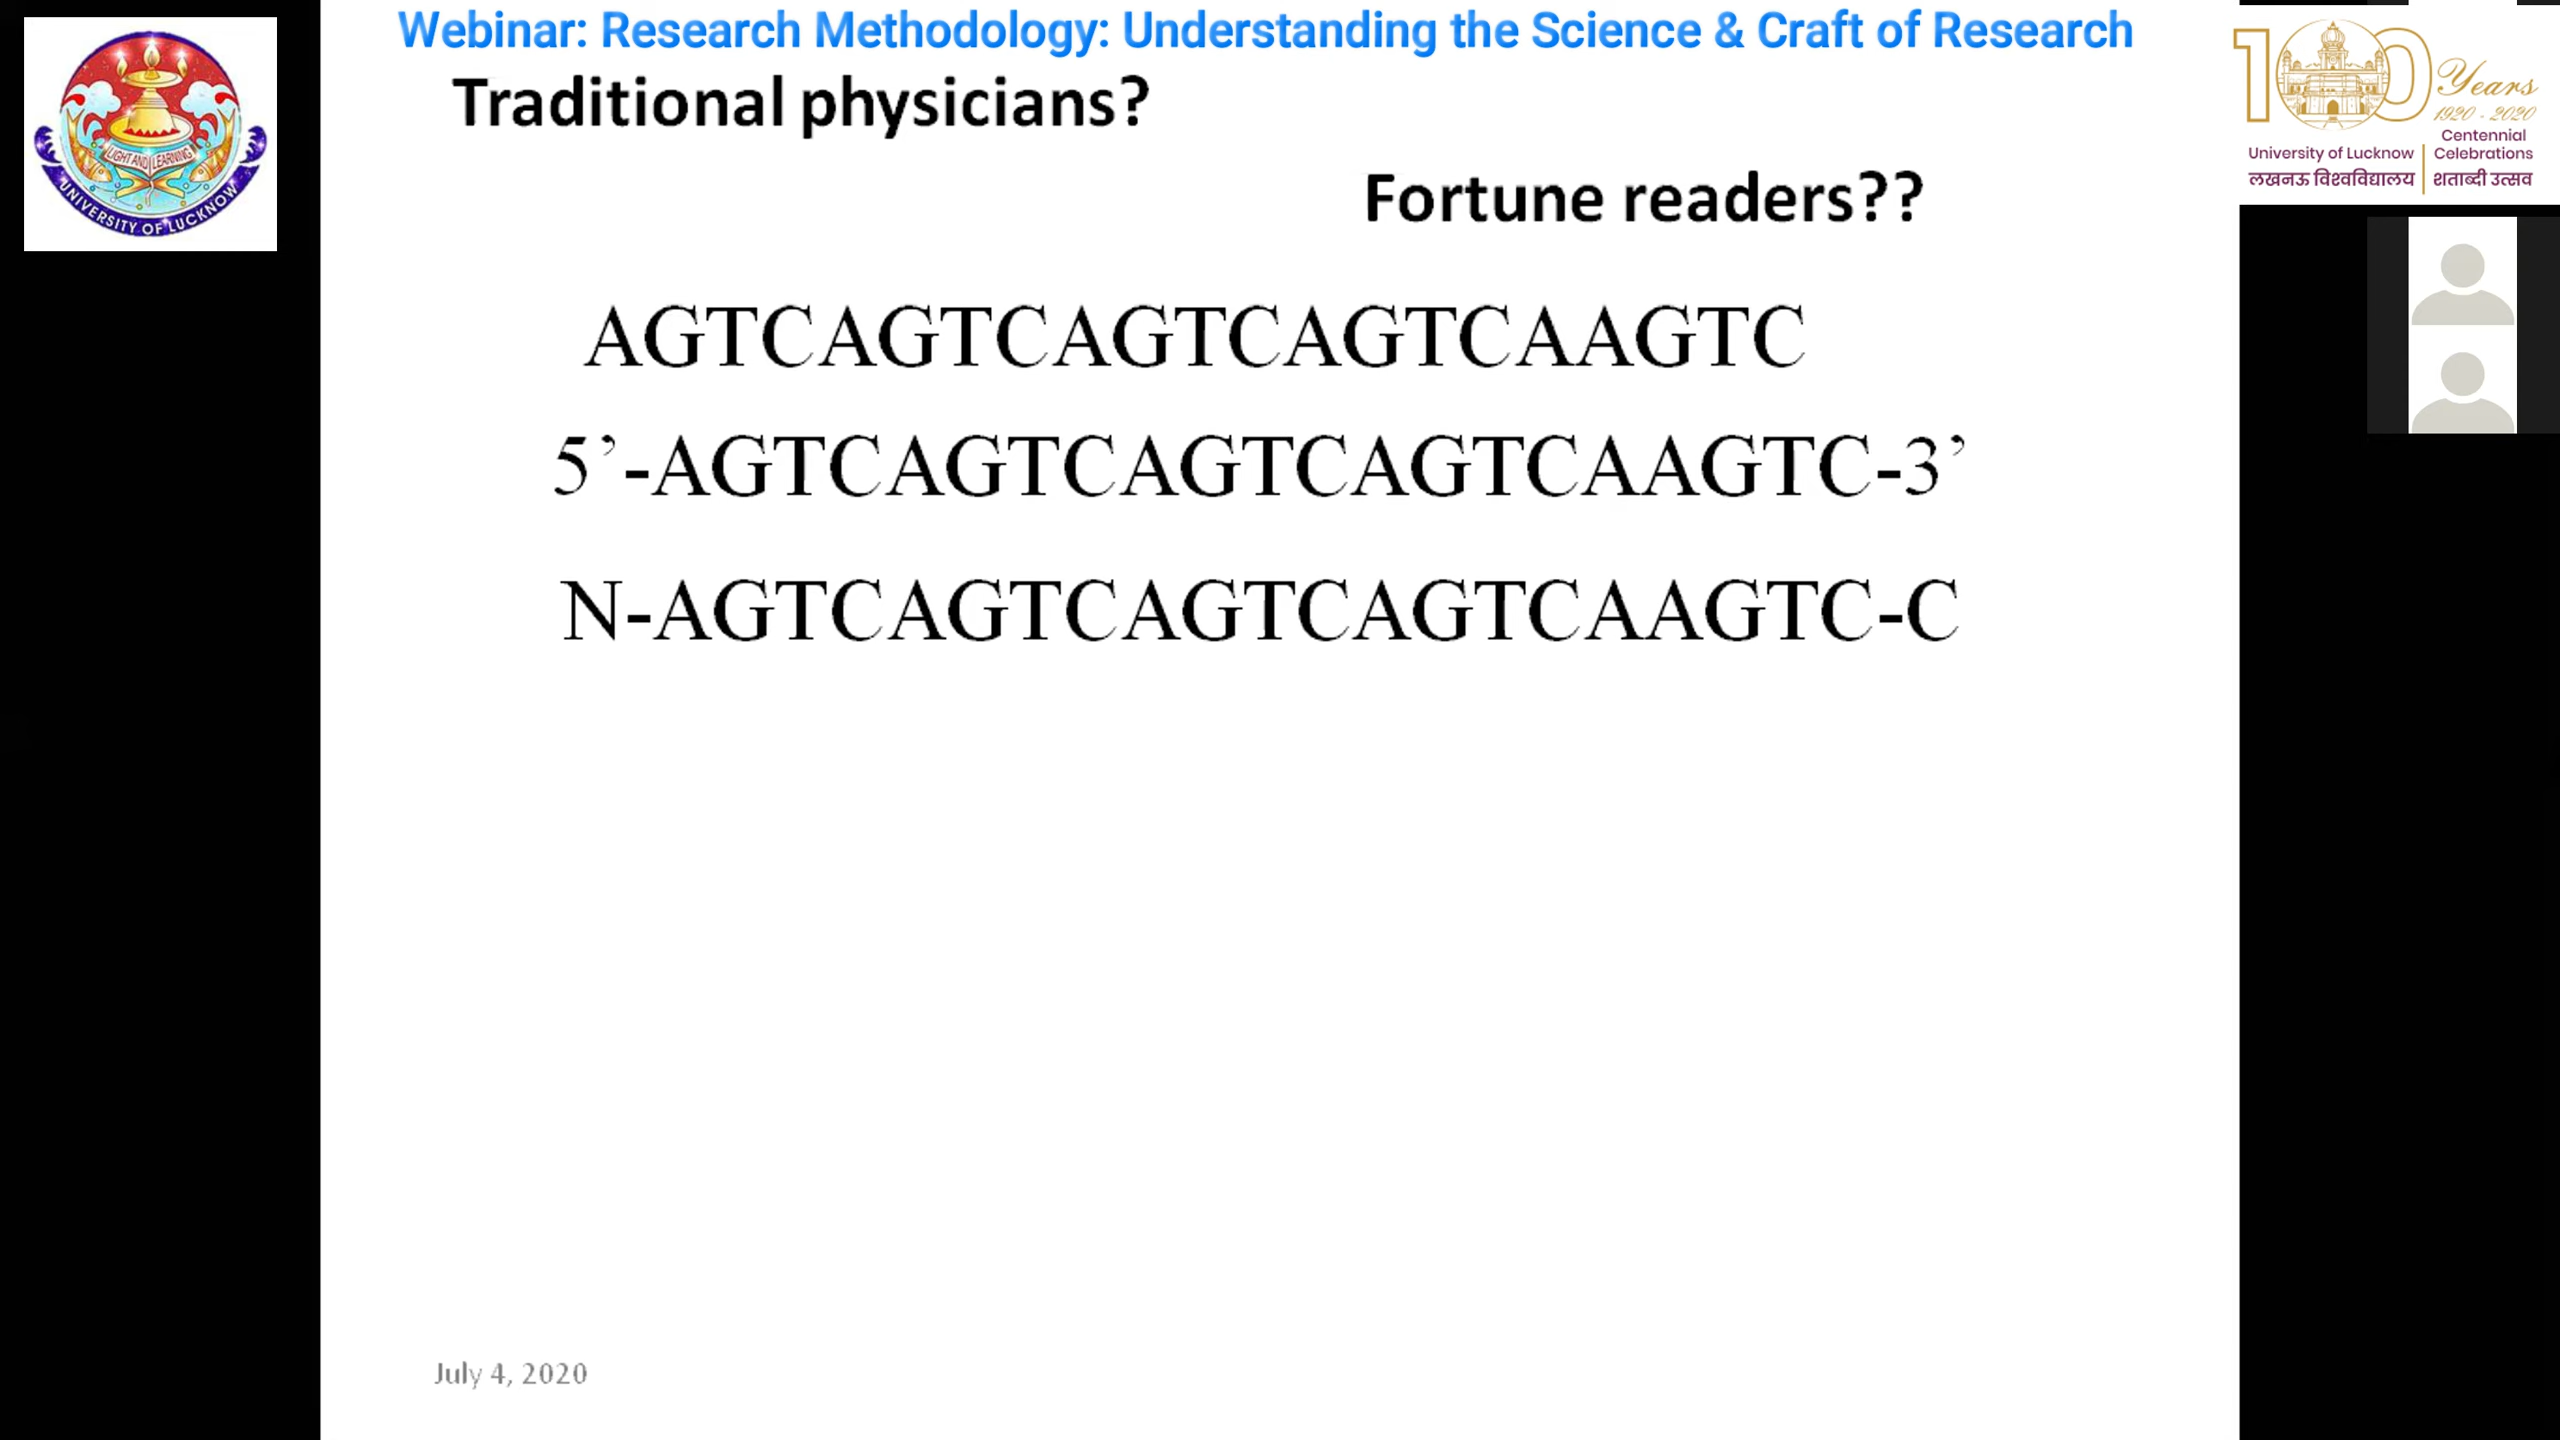 Webinar: Research Methodology: Understanding the Science & Craft of Research
Traditional physicians?
Fortune readers??
AGTCAGTCAGTCAGTCAAGTC
5’-AGTCAGTCAGTCAGTCAAGTC-3’
N-AGTCAGTCAGTCAGTCAAGTC-C
July 4, 2020
LIGHT AND LEARNING
UNIVERSITY OF LUCKNOW
100 Years
1920 - 2020
University of Lucknow
लखनऊ विश्वविद्यालय
Centennial
Celebrations
शताब्दी उत्सव